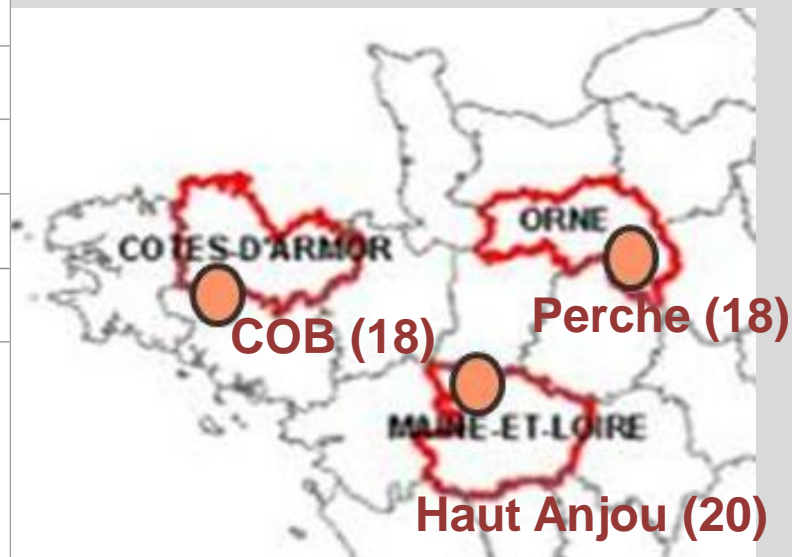 ORNE
COTES-D'ARMOR
Perche (18)
COB (18)
MAINE-ET-LOIRE
Haut Anjou (20)